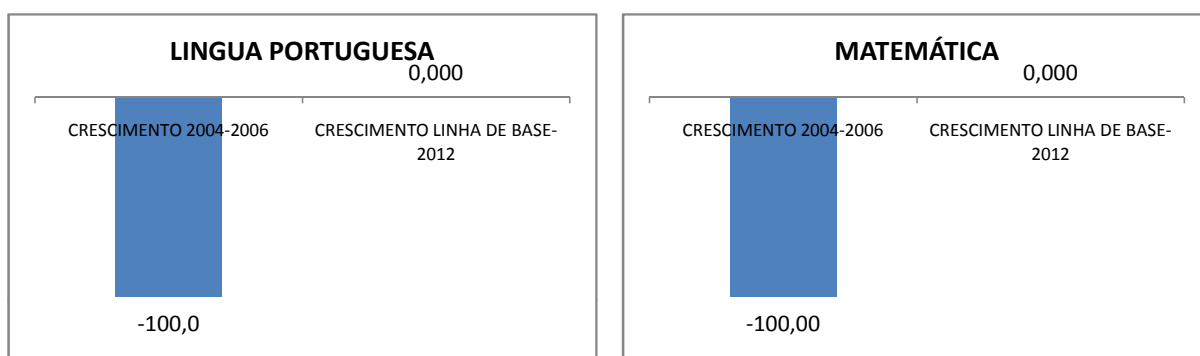 LINGUA PORTUGUESA
0,000
CRESCIMENTO 2004-2006
CRESCIMENTO LINHA DE BASE-
2012
-100,0
MATEMÁTICA
0,000
CRESCIMENTO 2004-2006
CRESCIMENTO LINHA DE BASE-
2012
-100,00